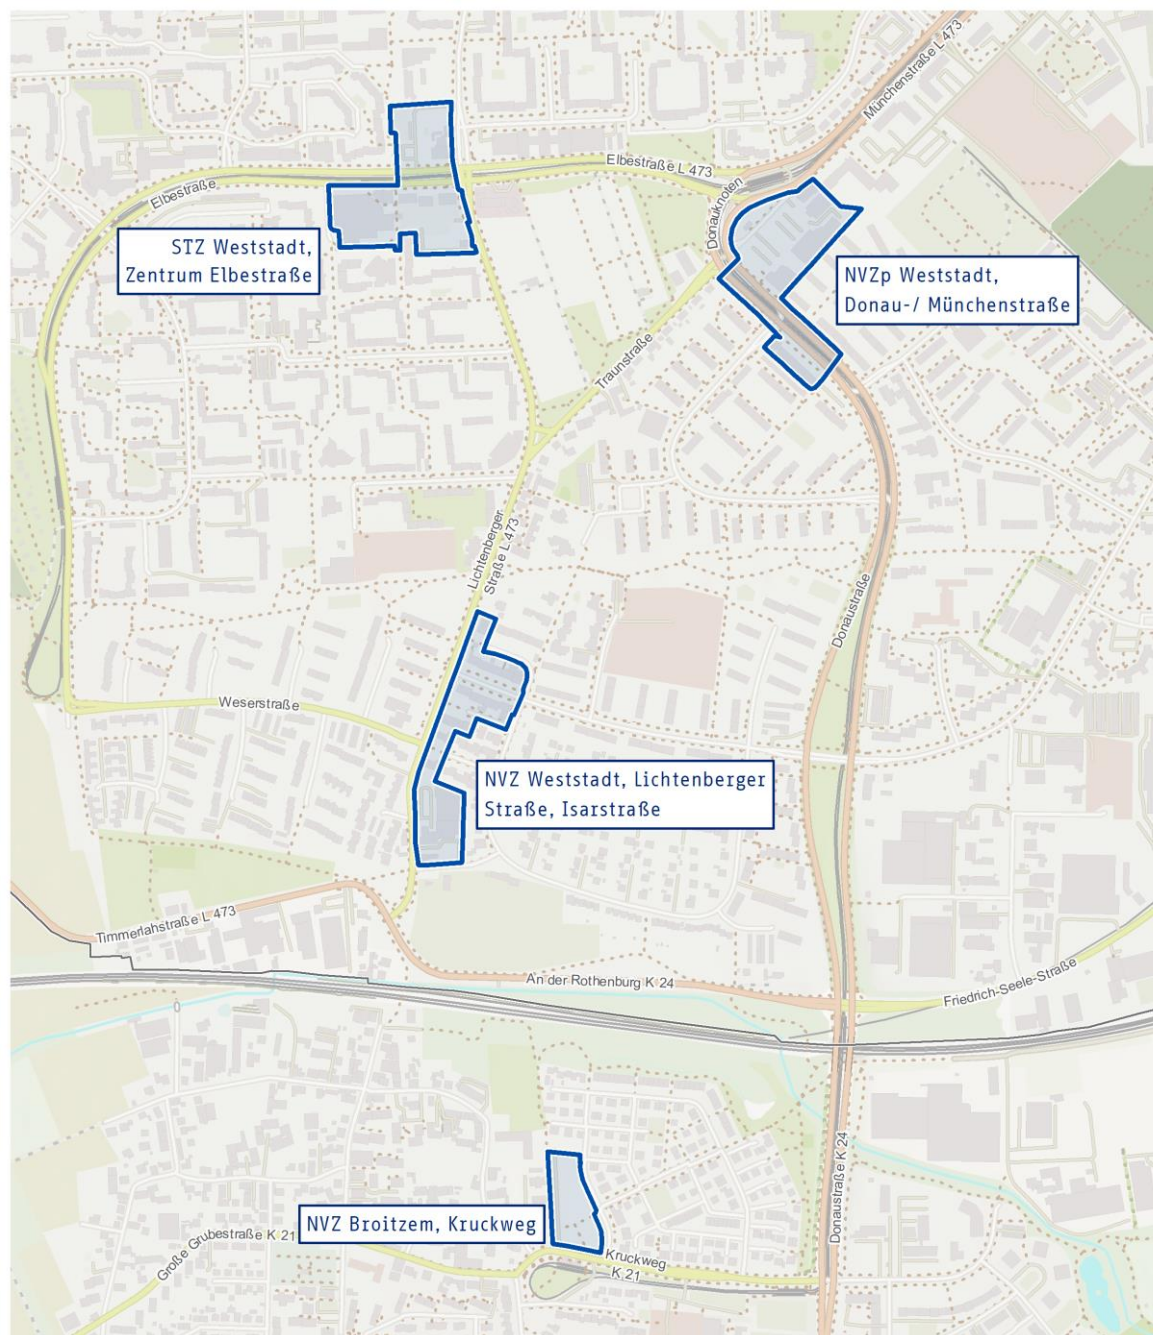 Münchenstraße L 473
Elbestraße L 473
Elbestraße
Donauknoten
STZ Weststadt,
Zentrum Elbestraße
NVZp Weststadt,
Donau-/ Münchenstraße
Traunstraße
Lichtenberger
Straße L 473
Donaustraße
Weserstraße
NVZ Weststadt, Lichtenberger
Straße, Isarstraße
Timmerlahstraße L 473
An der Rothenburg K 24
Friedrich-Seele-Straße
Donaustraße K 24
NVZ Broitzem, Kruckweg
Große Grubestraße K 21
Kruckweg
K 21